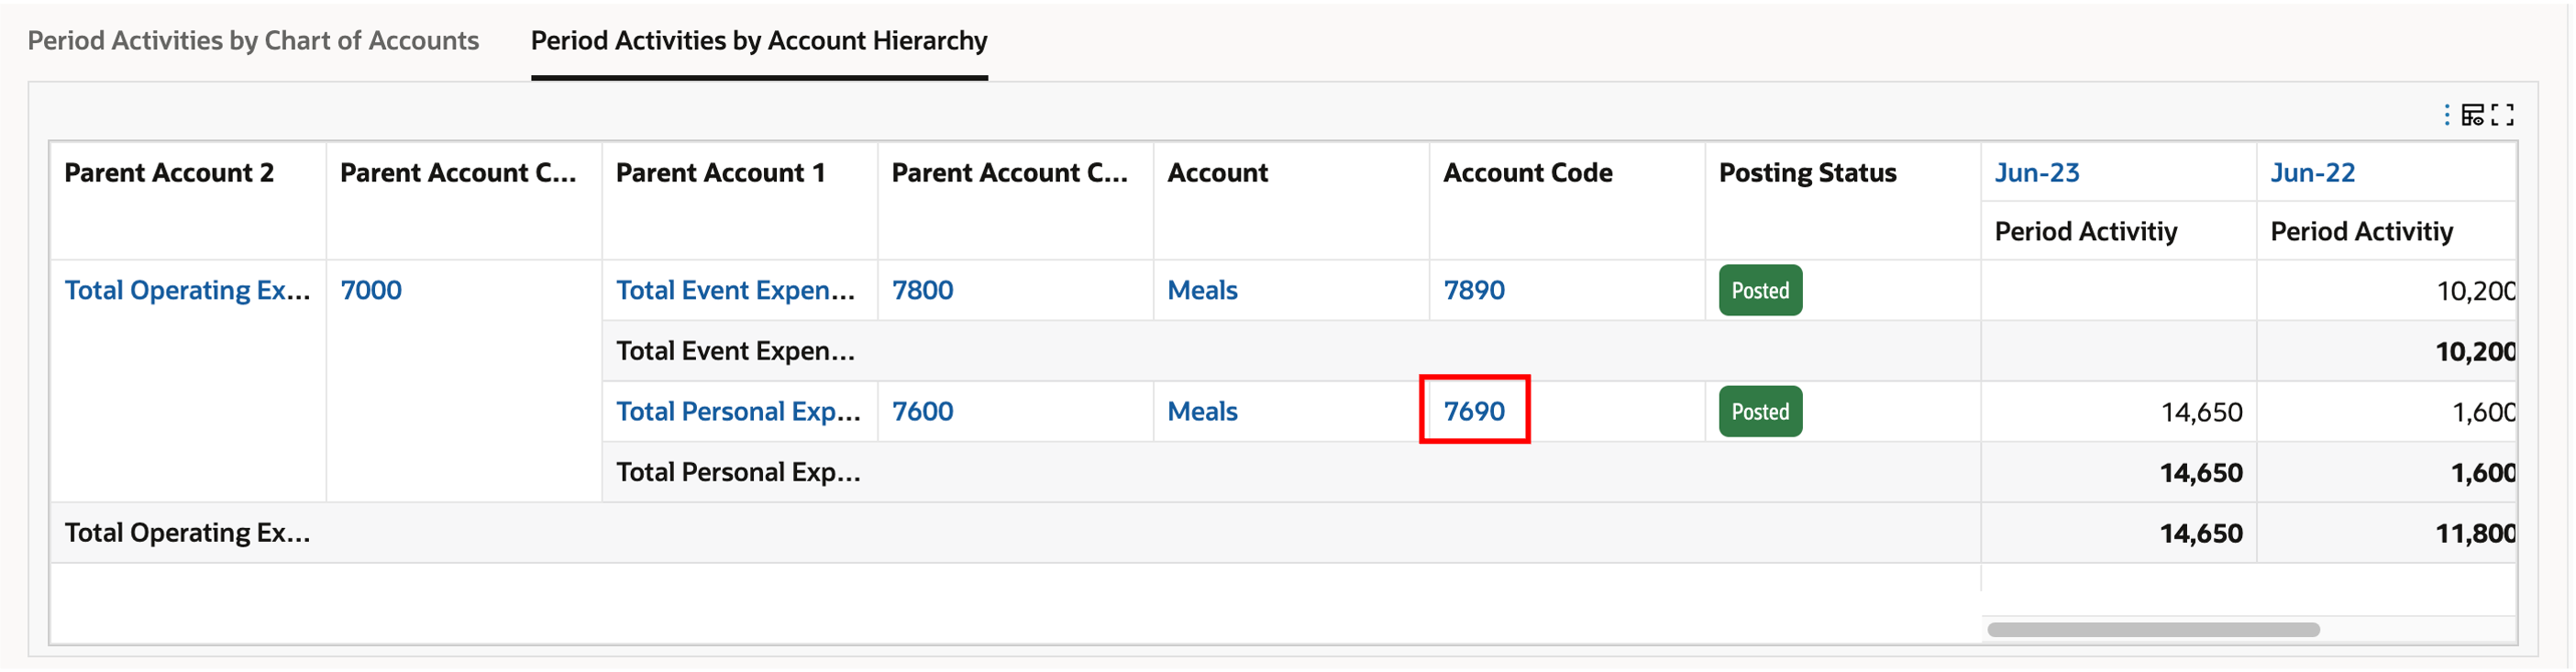 Period Activities by Chart of Accounts Period Activities by Account Hierarchy
Parent Account 2 Parent Account C... Parent Account 1 Parent Account C... Account Account Code Posting Status Jun-23 Jun-22
Period Activitiy Period Activitiy
Total Operating Ex... 7000 Total Event Expen... 7800 Meals 7890 Posted 10,200
Total Event Expen... 10,200
Total Personal Exp... 7600 Meals 7690 Posted 14,650 1,600
Total Personal Exp... 14,650 1,600
Total Operating Ex... 14,650 11,800